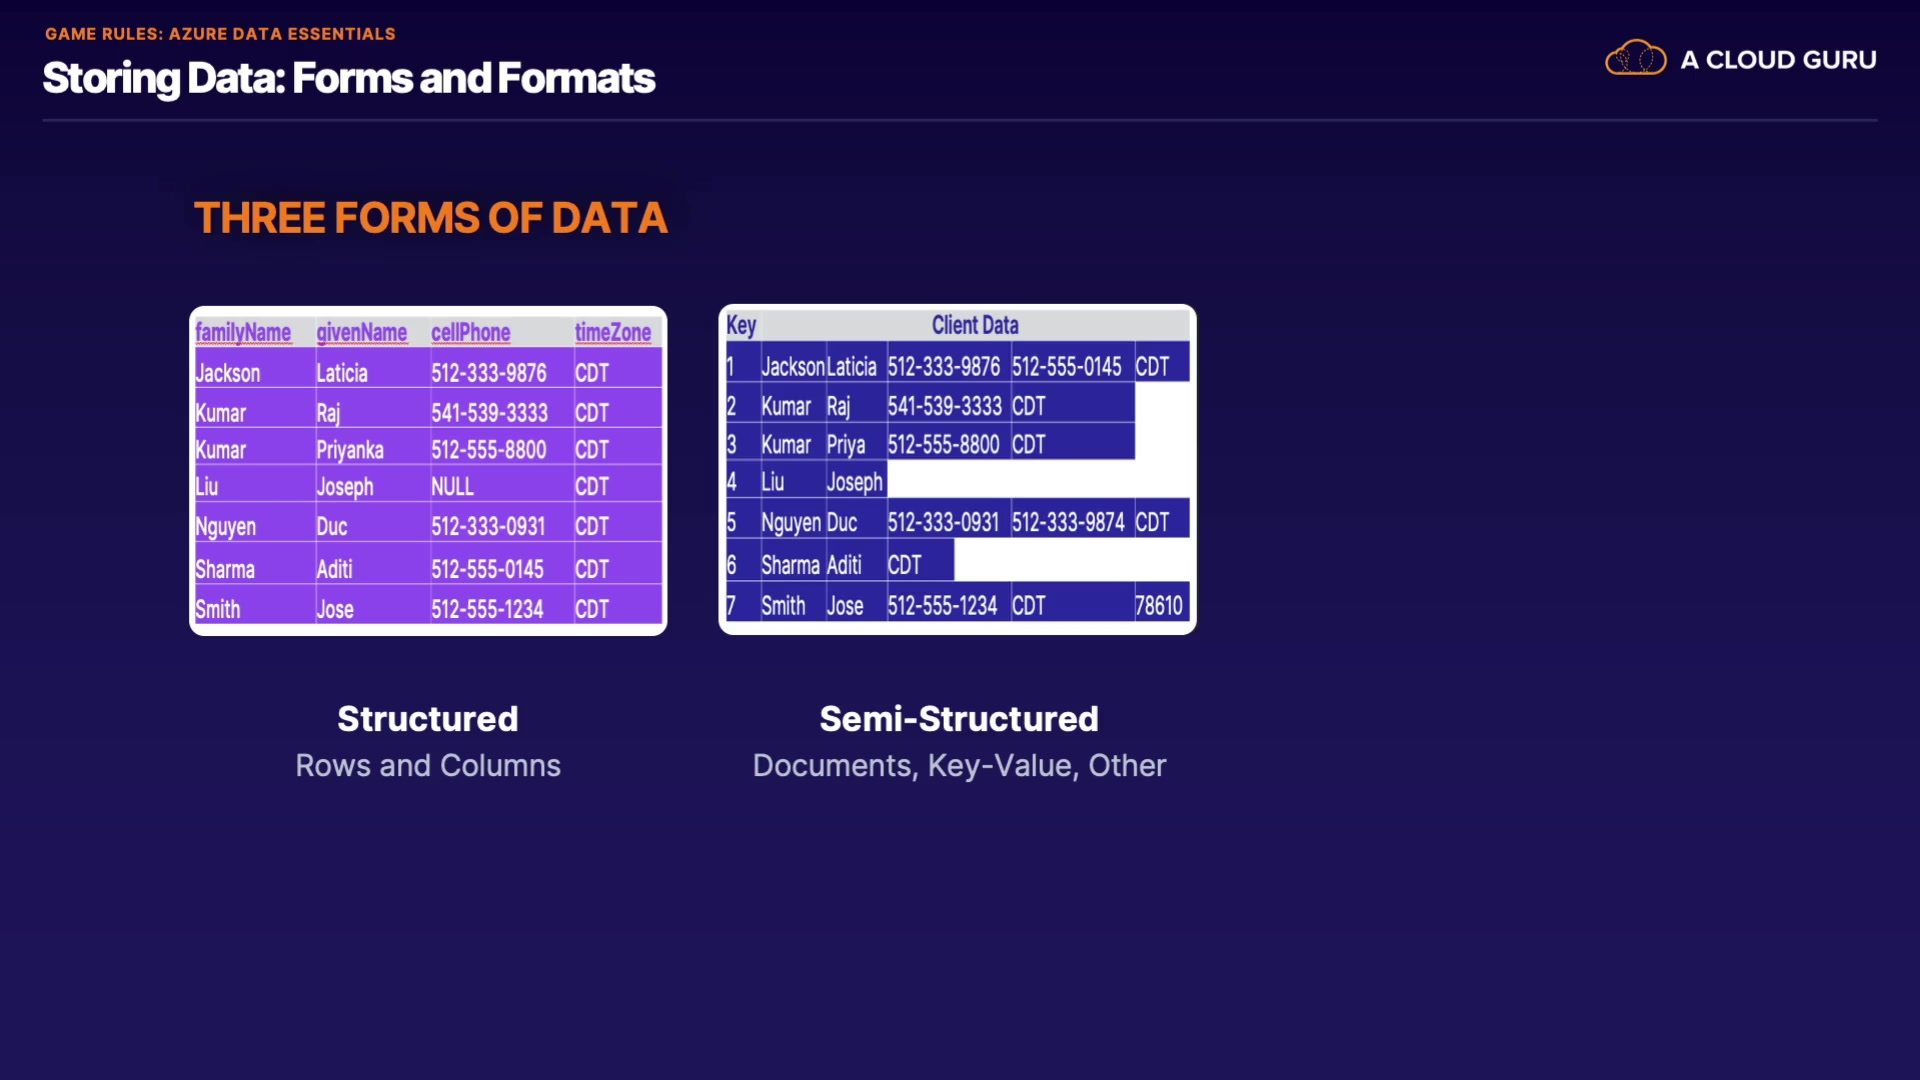 GAME RULES: AZURE DATA ESSENTIALS
Storing Data: Forms and Formats
A CLOUD GURU
THREE FORMS OF DATA
familyName givenName cellPhone timeZone
Jackson Laticia 512-333-9876 CDT
Kumar Raj 541-539-3333 CDT
Kumar Priyanka 512-555-8800 CDT
Liu Joseph NULL CDT
Nguyen Duc 512-333-0931 CDT
Sharma Aditi 512-555-0145 CDT
Smith Jose 512-555-1234 CDT
Key Client Data
1 Jackson Laticia 512-333-9876 512-555-0145 CDT
2 Kumar Raj 541-539-3333 CDT
3 Kumar Priya 512-555-8800 CDT
4 Liu Joseph
5 Nguyen Duc 512-333-0931 512-333-9874 CDT
6 Sharma Aditi CDT
7 Smith Jose 512-555-1234 CDT 78610
Structured
Rows and Columns
Semi-Structured
Documents, Key-Value, Other